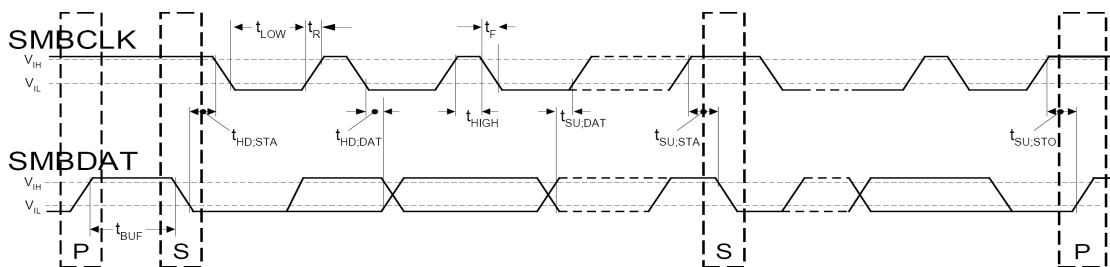 t_LOW t_R t_F
SMBCLK
V_IH
V_IL
t_HD;STA t_HD;DAT t_HIGH t_SU;DAT t_SU;STA t_SU;STO
SMBDAT
V_IH
V_IL
t_BUF
P S S P